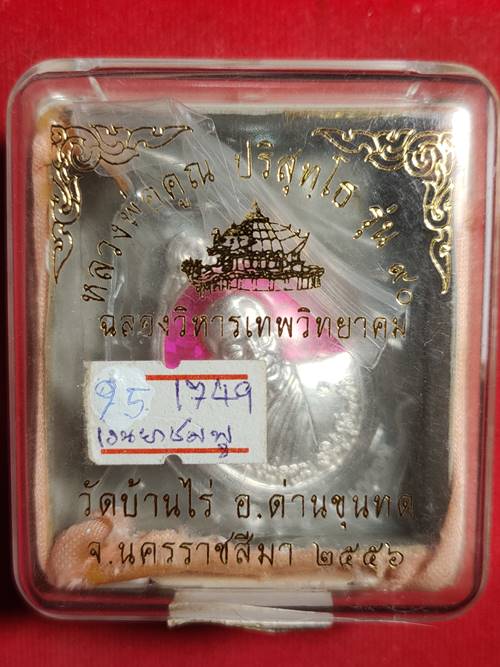 หลวงพ่อคูณ ปริสุทฺโธ รุ่น ๙๐
ฉลองวิหารเทพวิทยาคม
95 1749
เงินยาชมพู
วัดบ้านไร่ อ.ด่านขุนทด
จ.นครราชสีมา ๒๕๕๖